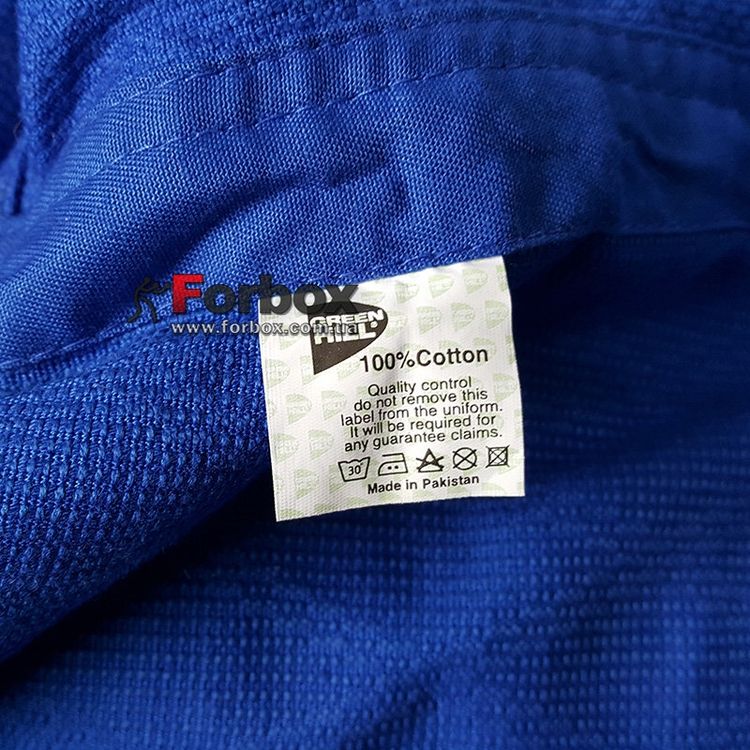 Forbox
www.forbox.com.ua
GREEN
HILL®
100%Cotton
Quality control
do not remove this
label from the uniform.
It will be required for
any guarantee claims.
30
Made in Pakistan